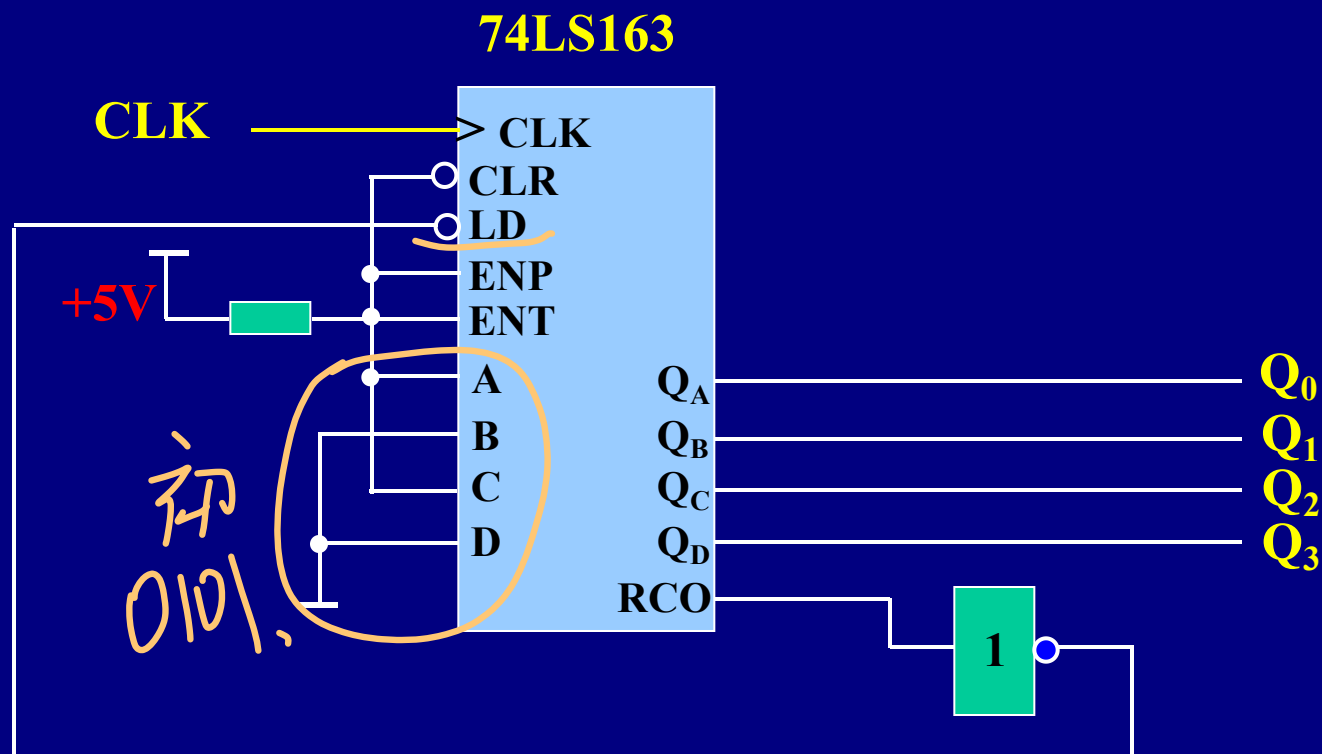 74LS163
CLK
CLK
CLR
LD
+5V
ENP
ENT
A
B
C
D
QA
QB
QC
QD
RCO
Q0
Q1
Q2
Q3
1
初
0101.